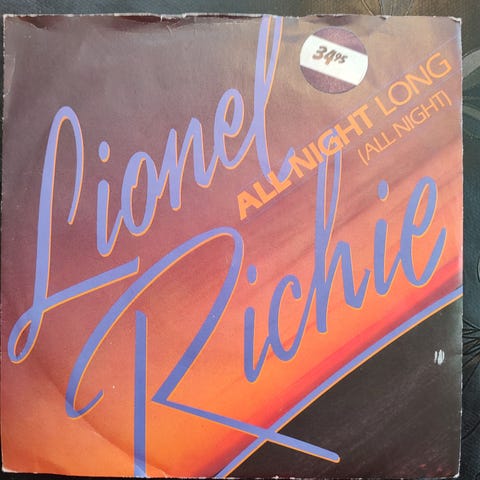 34.95
Lionel
ALL NIGHT LONG
(ALL NIGHT)
Richie